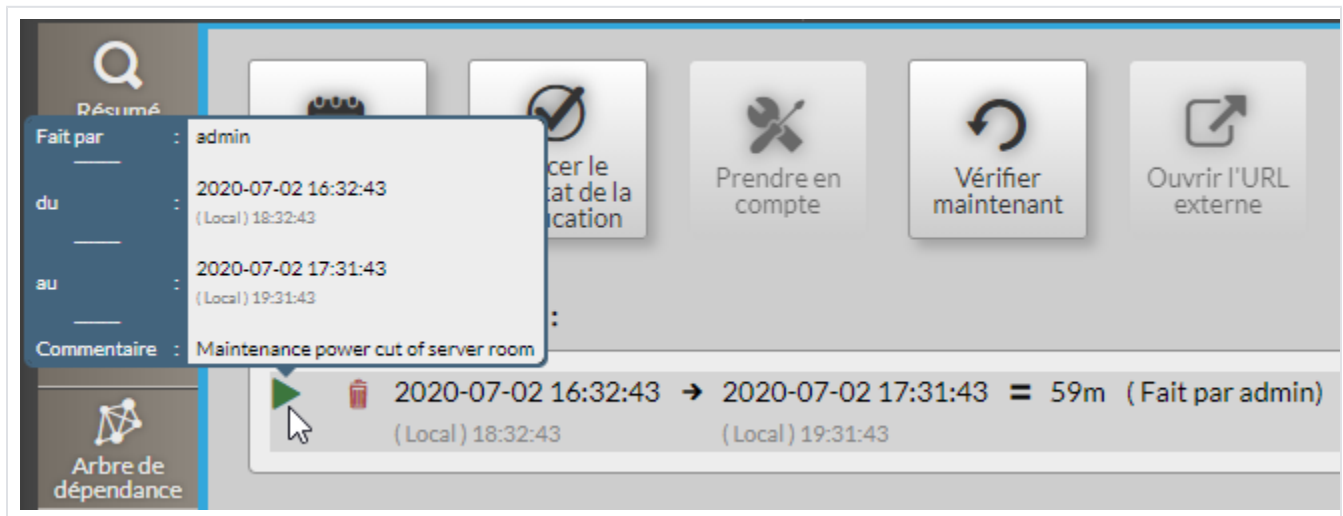 Résumé
Fait par : admin
du : 2020-07-02 16:32:43
( Local ) 18:32:43
au : 2020-07-02 17:31:43
( Local ) 19:31:43
Commentaire : Maintenance power cut of server room
cer le
tat de la
ication
Prendre en
compte
Vérifier
maintenant
Ouvrir l'URL
externe
:
2020-07-02 16:32:43 → 2020-07-02 17:31:43 = 59m ( Fait par admin)
( Local ) 18:32:43 ( Local ) 19:31:43
Arbre de
dépendance